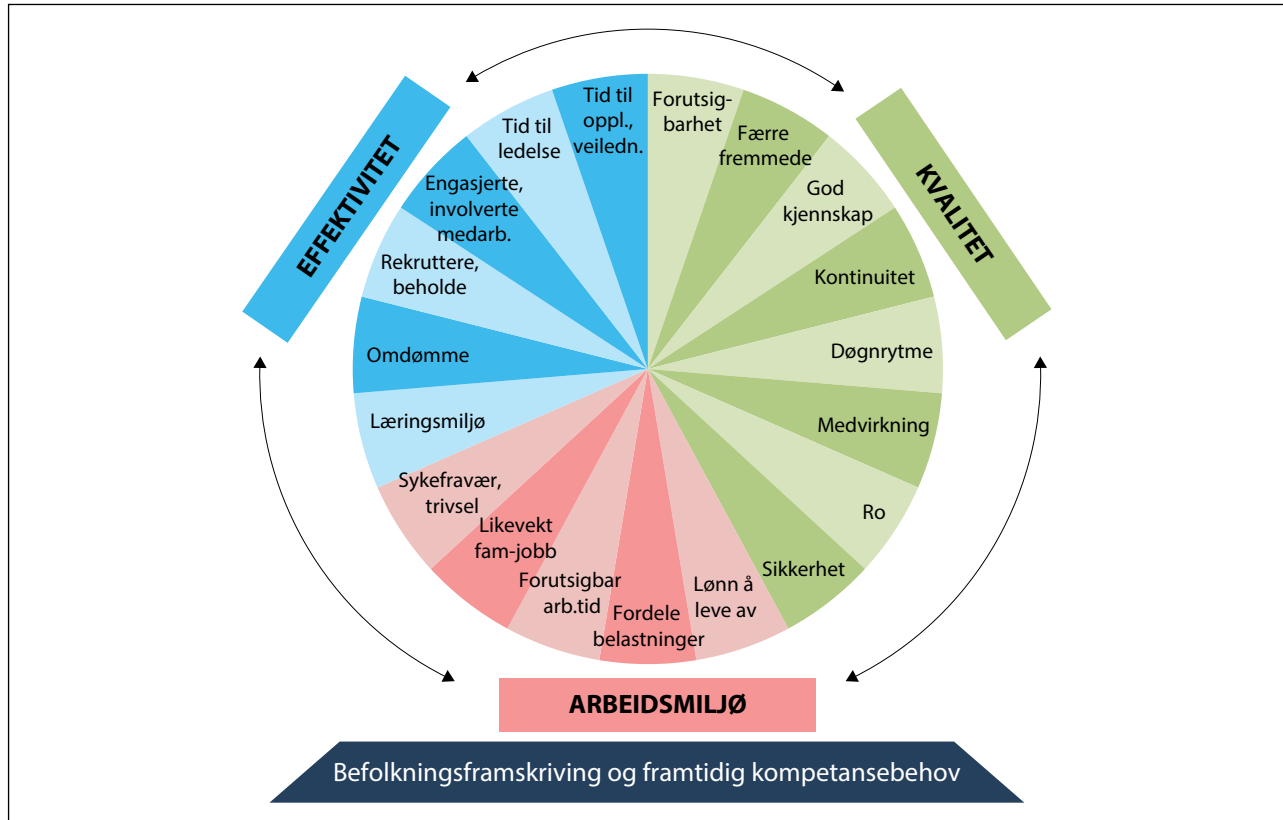 EFFEKTIVITET
KVALITET
Tid til
oppl.,
veiledn.
Forutsig-
barhet
Færre
fremmede
God
kjennskap
Kontinuitet
Døgnrytme
Medvirkning
Ro
Sikkerhet
Lønn å
leve av
Fordele
belastninger
Forutsigbar
arb.tid
Likevekt
fam-jobb
Sykefravær,
trivsel
Læringsmiljø
Omdømme
Rekruttere,
beholde
Engasjerte,
involverte
medarb.
Tid til
ledelse
ARBEIDSMILJØ
Befolkningsframskriving og framtidig kompetansebehov